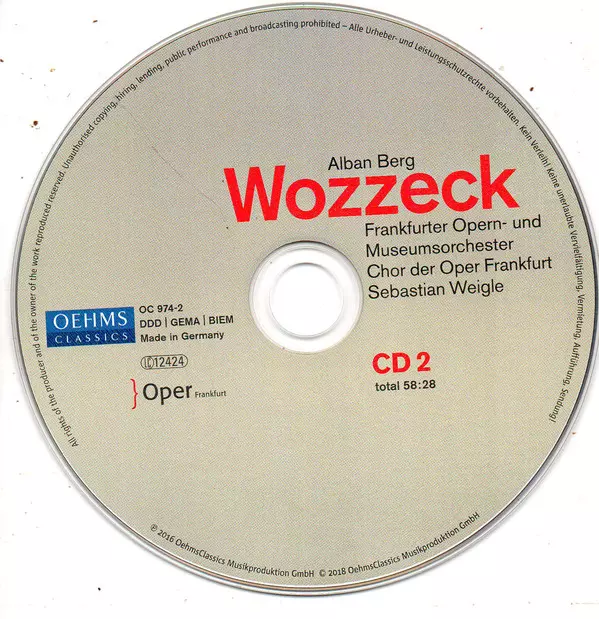 All rights of the producer and of the owner of the work reproduced reserved. Unauthorised copying, hiring, lending, public performance and broadcasting prohibited – Alle Urheber- und Leistungsschutzrechte vorbehalten. Kein Verleih! Keine unerlaubte Vervielfältigung, Vermietung, Aufführung, Sendung!
Alban Berg
Wozzeck
Frankfurter Opern- und
Museumsorchester
Chor der Oper Frankfurt
Sebastian Weigle
OEHMS
CLASSICS
OC 974-2
DDD | GEMA | BIEM
Made in Germany
LC 12424
}Oper Frankfurt
CD 2
total 58:28
℗ 2016 OehmsClassics Musikproduktion GmbH © 2018 OehmsClassics Musikproduktion GmbH